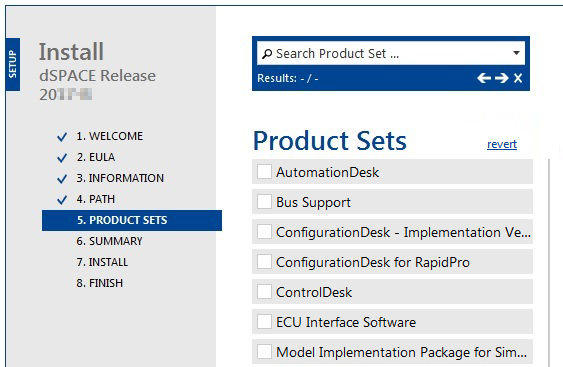 SETUP
Install
dSPACE Release
1. WELCOME
2. EULA
3. INFORMATION
4. PATH
5. PRODUCT SETS
6. SUMMARY
7. INSTALL
8. FINISH
Search Product Set ...
Results: - / -
Product Sets
revert
AutomationDesk
Bus Support
ConfigurationDesk - Implementation Ve...
ConfigurationDesk for RapidPro
ControlDesk
ECU Interface Software
Model Implementation Package for Sim...